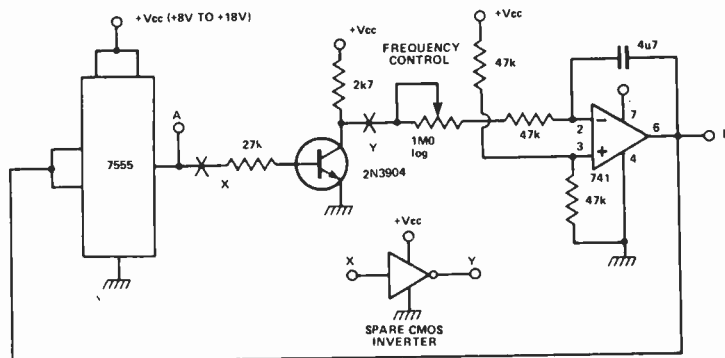 +Vcc (+8V TO +18V)
A
7555
X
27k
+Vcc
2k7
Y
2N3904
FREQUENCY
CONTROL
1M0
log
+Vcc
47k
47k
4u7
2
3
7
6
4
741
47k
+Vcc
X
Y
SPARE CMOS
INVERTER